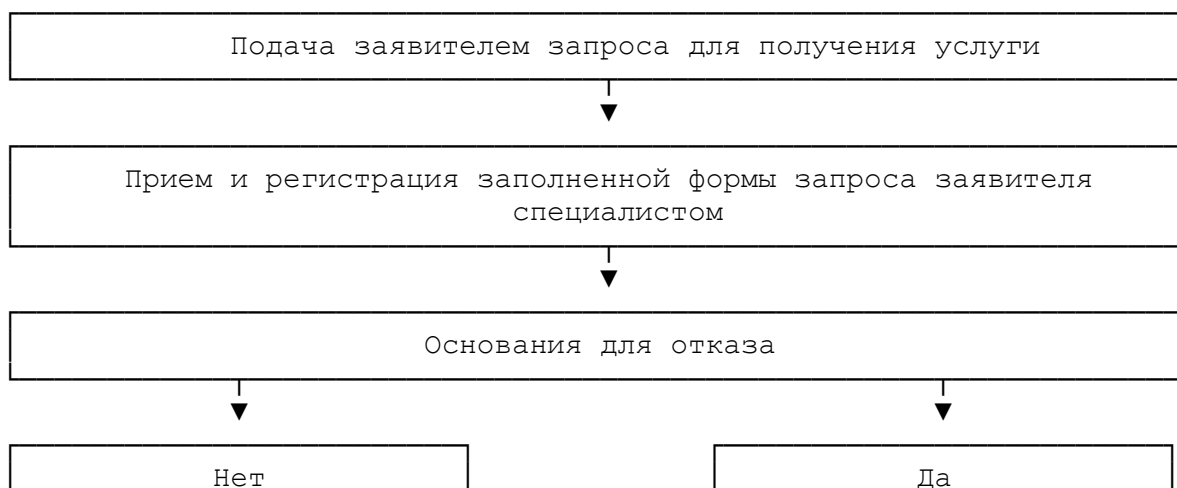 Подача заявителем запроса для получения услуги
Прием и регистрация заполненной формы запроса заявителя
специалистом
Основания для отказа
Нет
Да